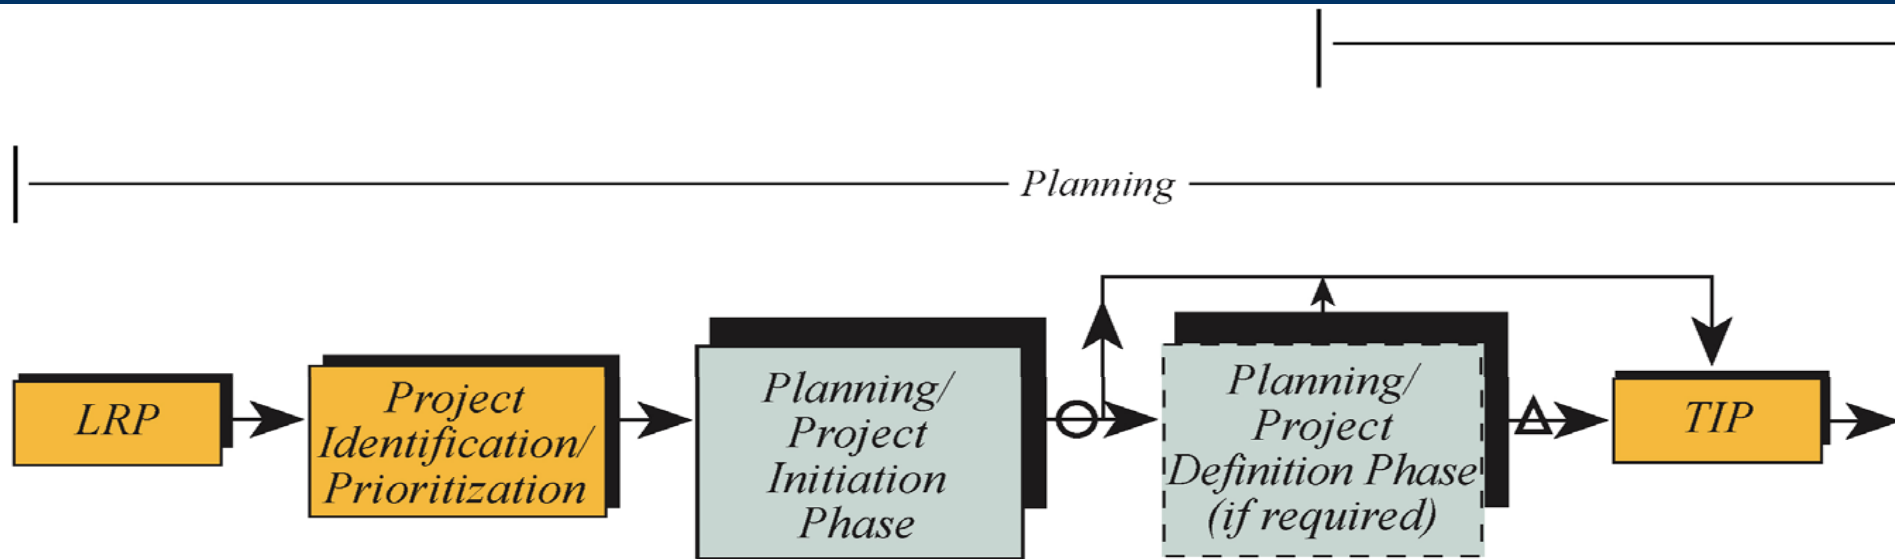 Planning
LRP
Project
Identification/
Prioritization
Planning/
Project
Initiation
Phase
Planning/
Project
Definition Phase
(if required)
TIP